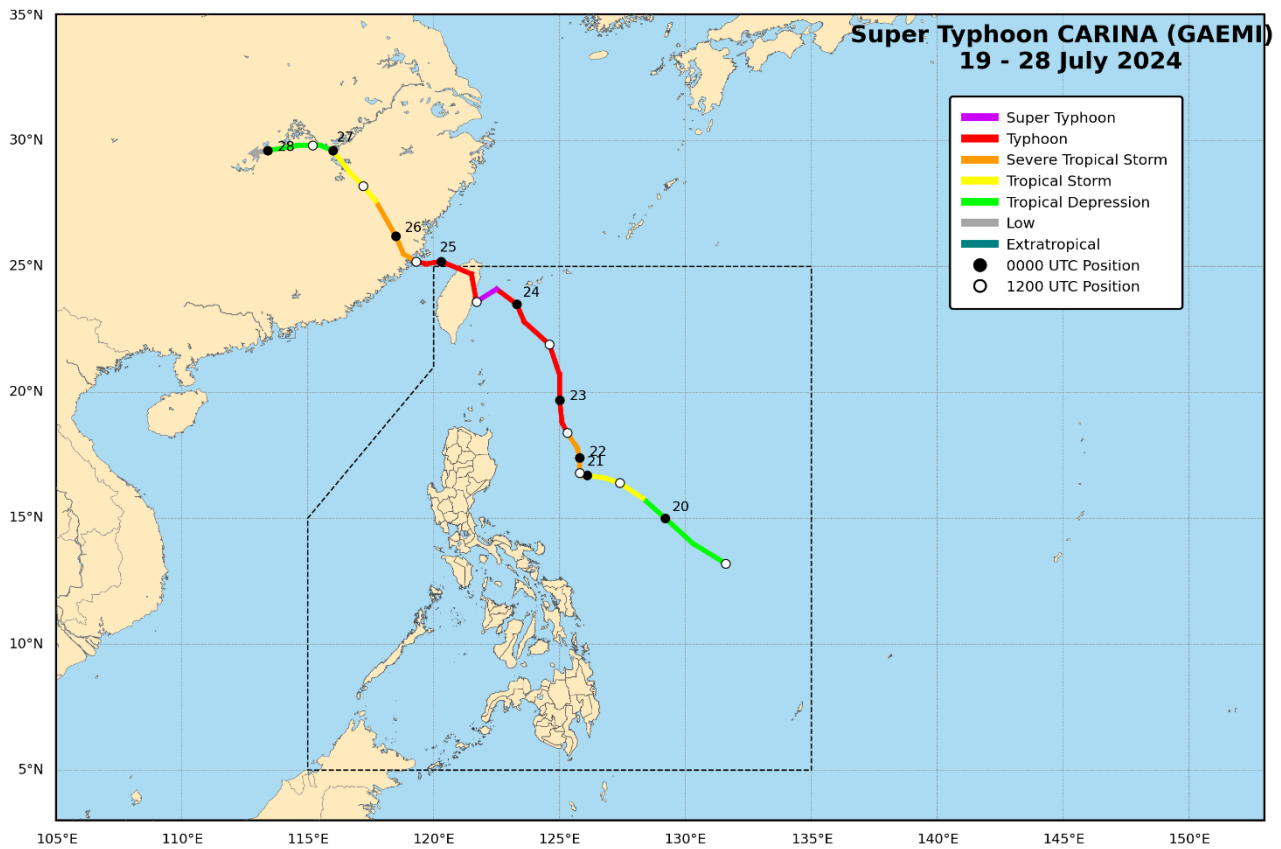 Super Typhoon CARINA (GAEMI)
19 - 28 July 2024
Super Typhoon
Typhoon
Severe Tropical Storm
Tropical Storm
Tropical Depression
Low
Extratropical
0000 UTC Position
1200 UTC Position
35°N
30°N
25°N
20°N
15°N
10°N
5°N
28
27
26
25
24
23
22
21
20
105°E
110°E
115°E
120°E
125°E
130°E
135°E
140°E
145°E
150°E